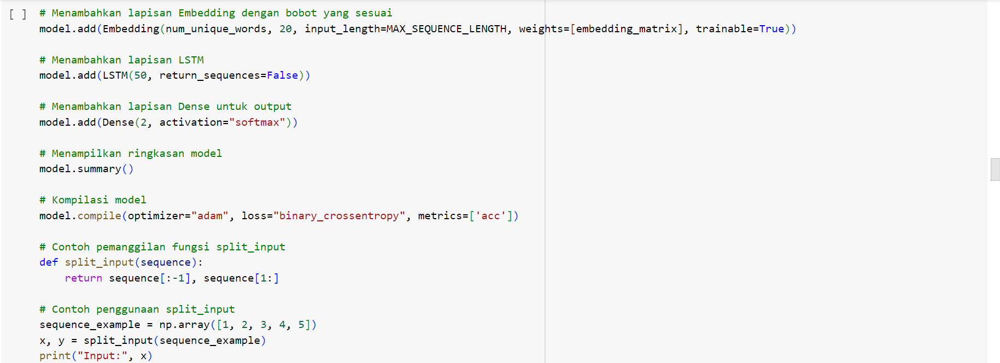 [ ] # Menambahkan lapisan Embedding dengan bobot yang sesuai
model.add(Embedding(num_unique_words, 20, input_length=MAX_SEQUENCE_LENGTH, weights=[embedding_matrix], trainable=True))
# Menambahkan lapisan LSTM
model.add(LSTM(50, return_sequences=False))
# Menambahkan lapisan Dense untuk output
model.add(Dense(2, activation="softmax"))
# Menampilkan ringkasan model
model.summary()
# Kompilasi model
model.compile(optimizer="adam", loss="binary_crossentropy", metrics=['acc'])
# Contoh pemanggilan fungsi split_input
def split_input(sequence):
    return sequence[:-1], sequence[1:]
# Contoh penggunaan split_input
sequence_example = np.array([1, 2, 3, 4, 5])
x, y = split_input(sequence_example)
print("Input:", x)